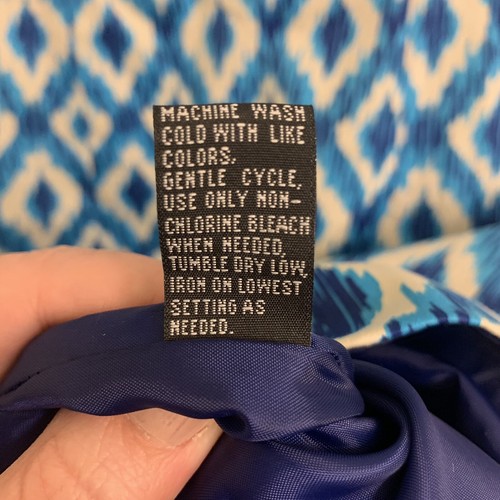 MACHINE WASH
COLD WITH LIKE
COLORS,
GENTLE CYCLE,
USE ONLY NON-
CHLORINE BLEACH
WHEN NEEDED,
TUMBLE DRY LOW,
IRON ON LOWEST
SETTING AS
NEEDED.